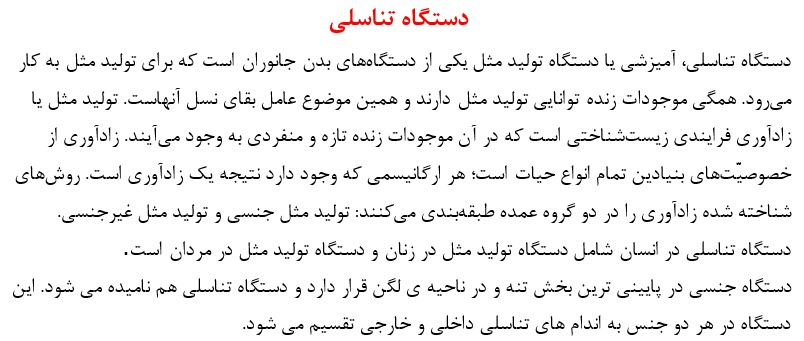 دستگاه تناسلی
دستگاه تناسلی، آمیزشی یا دستگاه تولید مثل یکی از دستگاه‌های بدن جانوران است که برای تولید مثل به کار
می‌رود. همگی موجودات زنده توانایی تولید مثل دارند و همین موضوع عامل بقای نسل آنهاست. تولید مثل یا
زادآوری فرایندی زیست‌شناختی است که در آن موجودات زنده تازه و منفردی به وجود می‌آیند. زادآوری از
خصوصیّت‌های بنیادین تمام انواع حیات است؛ هر ارگانیسمی که وجود دارد نتیجه یک زادآوری است. روش‌های
شناخته شده زادآوری را در دو گروه عمده طبقه‌بندی می‌کنند: تولید مثل جنسی و تولید مثل غیرجنسی.
دستگاه تناسلی در انسان شامل دستگاه تولید مثل در زنان و دستگاه تولید مثل در مردان است.
دستگاه جنسی در پایینی ترین بخش تنه و در ناحیه ی لگن قرار دارد و دستگاه تناسلی هم نامیده می شود. این
دستگاه در هر دو جنس به اندام های تناسلی داخلی و خارجی تقسیم می شود.